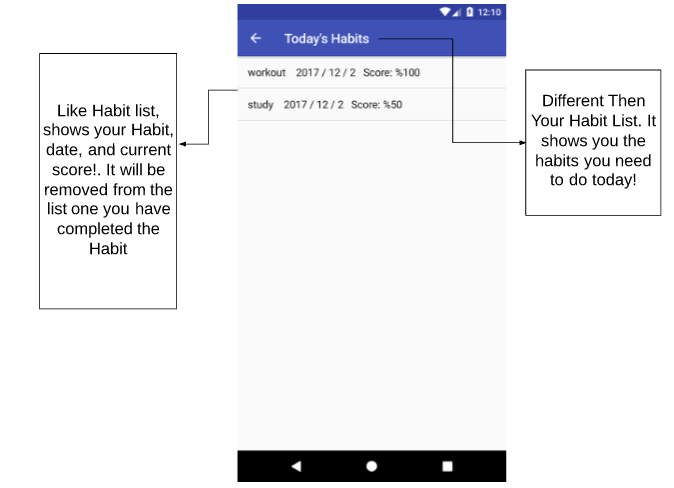 12:10
Today's Habits
workout 2017 / 12 / 2 Score: %100
study 2017 / 12 / 2 Score: %50
Like Habit list,
shows your Habit,
date, and current
score!. It will be
removed from the
list one you have
completed the
Habit
Different Then
Your Habit List. It
shows you the
habits you need
to do today!